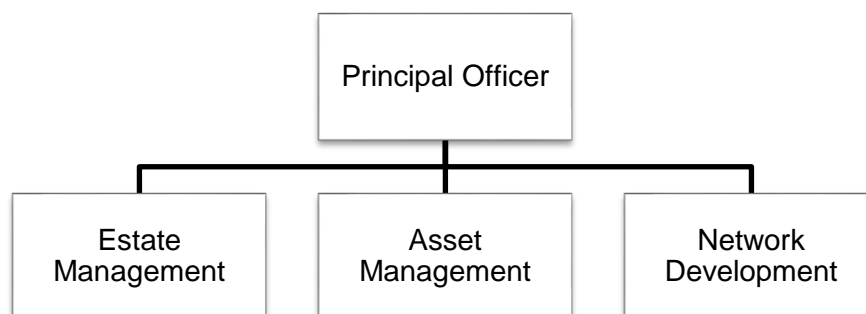 Principal Officer
Estate
Management
Asset
Management
Network
Development